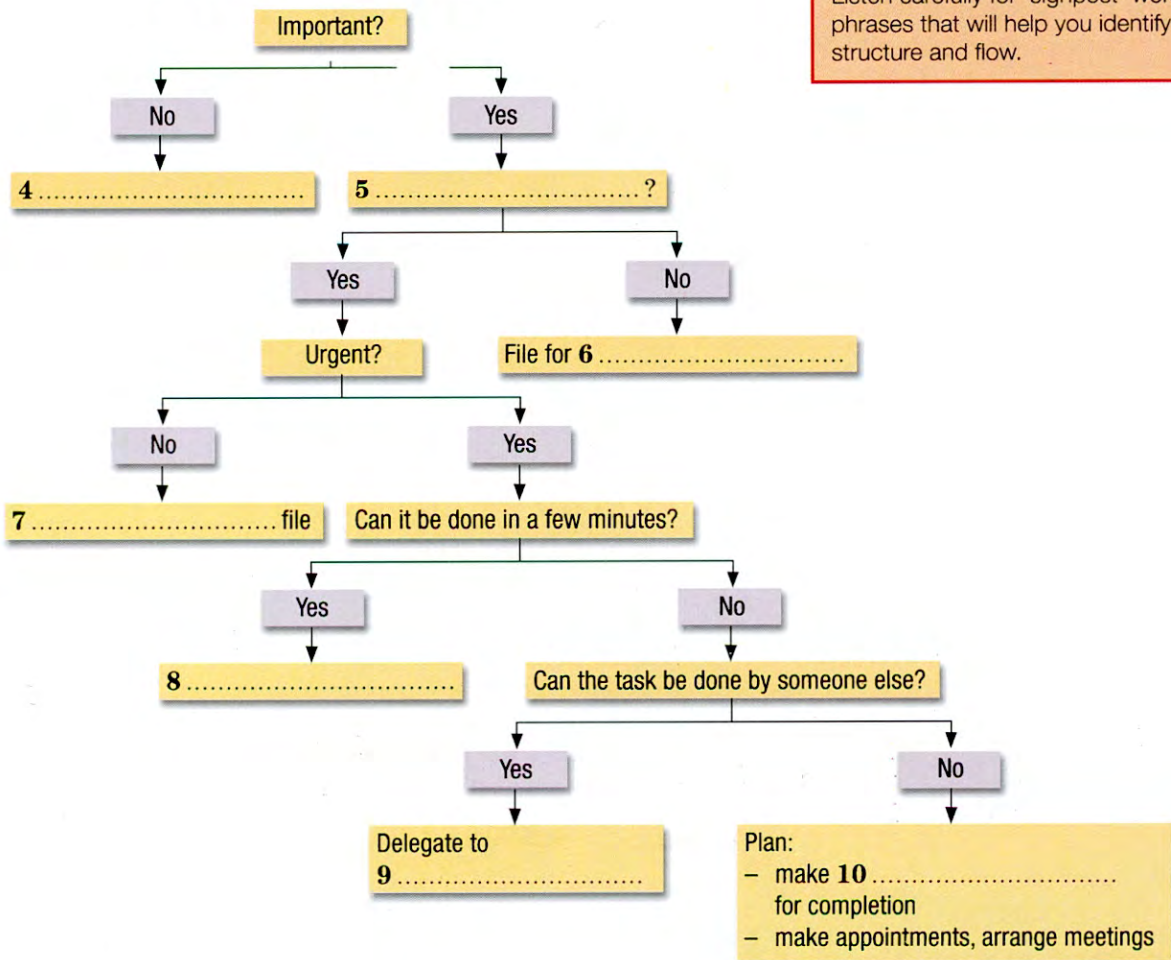 Important?
phrases that will help you identify
structure and flow.
No
Yes
4 ..................................
5 ................................. ?
Yes
No
Urgent?
File for 6 ...............................
No
Yes
7 ............................... file
Can it be done in a few minutes?
Yes
No
8 ..................................
Can the task be done by someone else?
Yes
No
Delegate to
9 ...............................
Plan:
– make 10 ...............................
for completion
– make appointments, arrange meetings